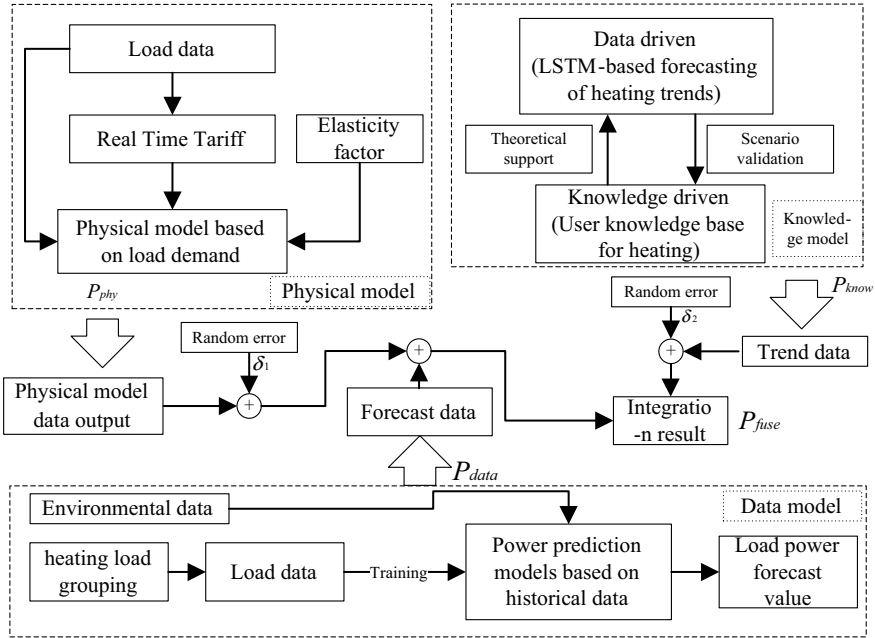 Load data
Real Time Tariff
Elasticity
factor
Physical model based
on load demand
Physical model
P_phy
Data driven
(LSTM-based forecasting
of heating trends)
Theoretical
support
Scenario
validation
Knowledge driven
(User knowledge base
for heating)
Knowled-
ge model
P_know
Random error
δ₂
Trend data
Random error
δ₁
Physical model
data output
+
+
+
Forecast data
Integratio
-n result
P_fuse
P_data
Environmental data
Data model
heating load
grouping
Load data
Training
Power prediction
models based on
historical data
Load power
forecast
value